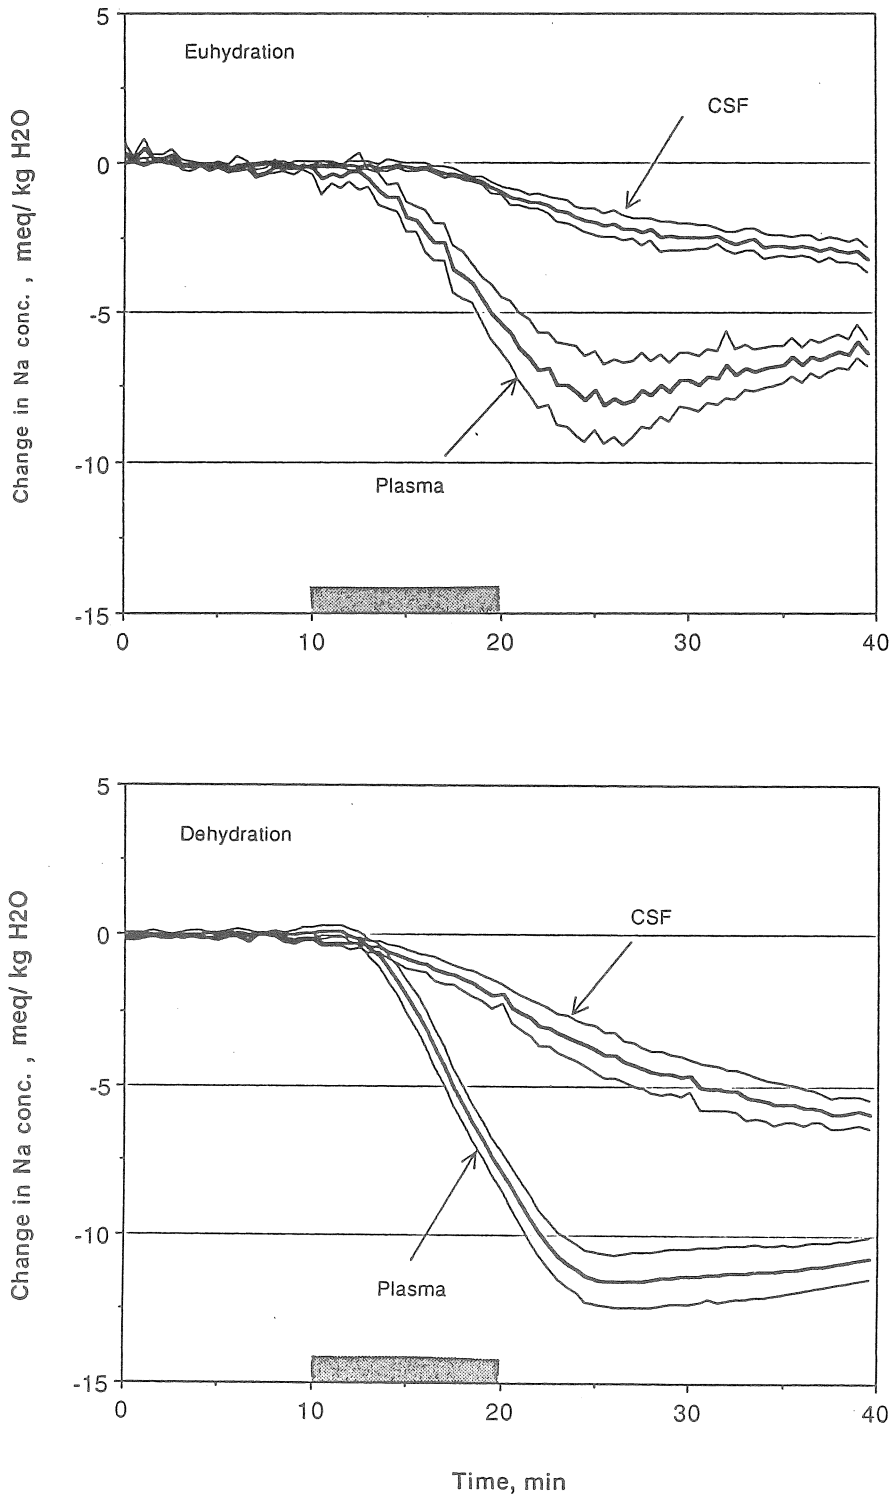 5
Euhydration
CSF
0
-5
-10
Plasma
-15
0 10 20 30 40
Change in Na conc. , meq/ kg H2O
5
Dehydration
CSF
0
-5
-10
Plasma
-15
0 10 20 30 40
Change in Na conc. , meq/ kg H2O
Time, min